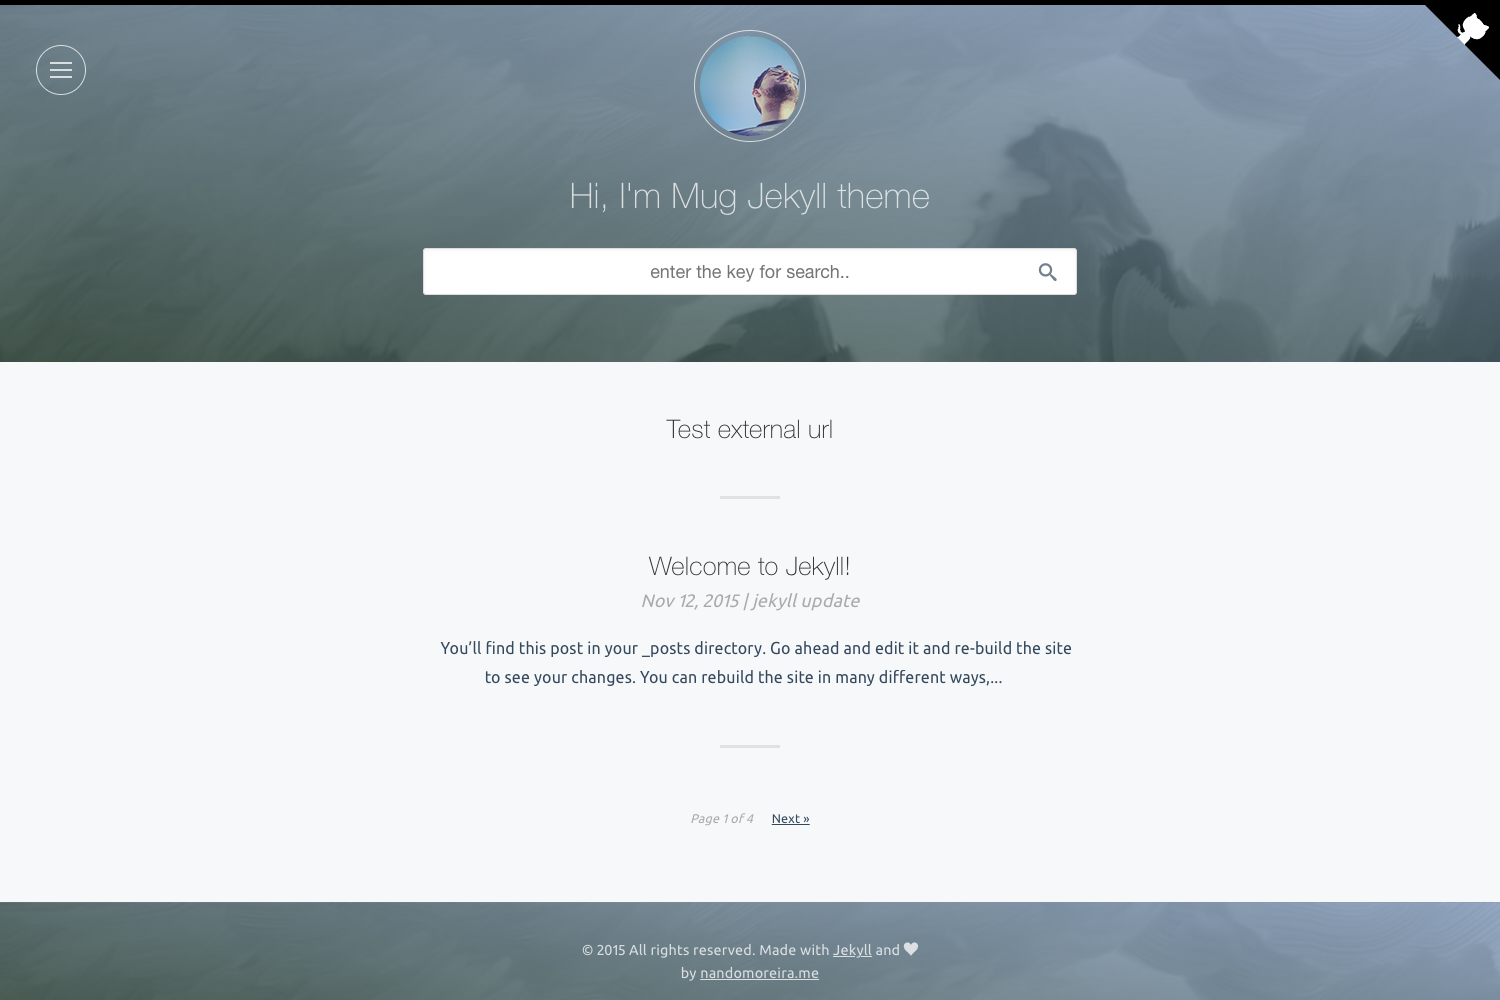 Hi, I'm Mug Jekyll theme
enter the key for search..
Test external url
Welcome to Jekyll!
Nov 12, 2015 | jekyll update
You’ll find this post in your _posts directory. Go ahead and edit it and re-build the site
to see your changes. You can rebuild the site in many different ways,...
Page 1 of 4 Next »
© 2015 All rights reserved. Made with Jekyll and
by nandomoreira.me